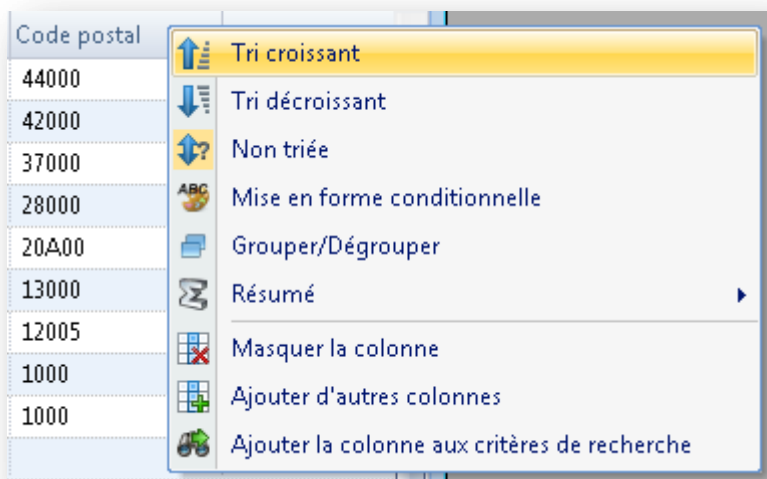 Code postal
44000
42000
37000
28000
20A00
13000
12005
1000
1000
Tri croissant
Tri décroissant
? Non triée
ABC Mise en forme conditionnelle
Grouper/Dégrouper
Σ Résumé
Masquer la colonne
Ajouter d'autres colonnes
Ajouter la colonne aux critères de recherche